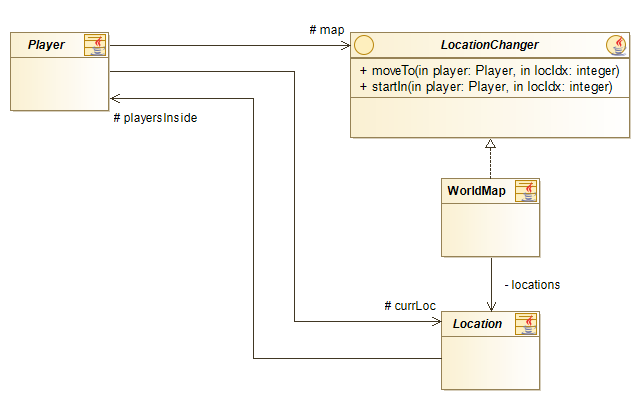 # map
Player
LocationChanger
+ moveTo(in player: Player, in locIdx: integer)
+ startIn(in player: Player, in locIdx: integer)
# playersInside
WorldMap
- locations
# currLoc
Location